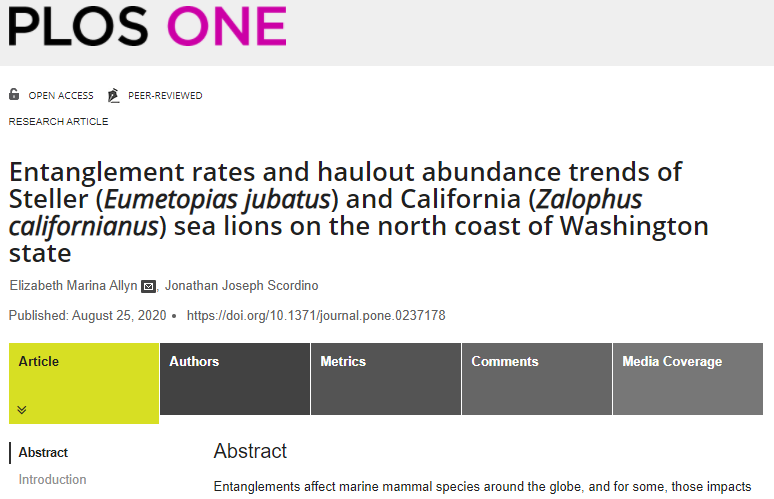 PLOS ONE
OPEN ACCESS PEER-REVIEWED
RESEARCH ARTICLE
Entanglement rates and haulout abundance trends of
Steller (Eumetopias jubatus) and California (Zalophus
californianus) sea lions on the north coast of Washington
state
Elizabeth Marina Allyn , Jonathan Joseph Scordino
Published: August 25, 2020 • https://doi.org/10.1371/journal.pone.0237178
Article Authors Metrics Comments Media Coverage
Abstract
Introduction
Abstract
Entanglements affect marine mammal species around the globe, and for some, those impacts